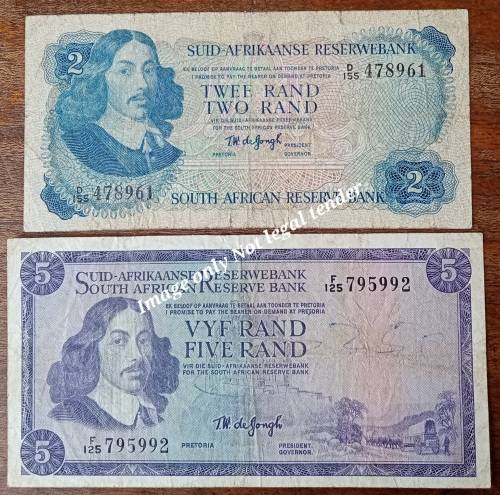 2
SUID-AFRIKAANSE RESERWEBANK
EK BELOOF OP AANVRAAG TE BETAAL AAN TOONDER TE PRETORIA
I PROMISE TO PAY THE BEARER ON DEMAND AT PRETORIA
D/155 478961
TWEE RAND
TWO RAND
VIR DIE SUID-AFRIKAANSE RESERWEBANK
FOR THE SOUTH AFRICAN RESERVE BANK
T.W. de Jongh
PRETORIA
PRESIDENT
GOVERNOR.
D/155 478961
SOUTH AFRICAN RESERVE BANK
2
Image only Not legal tender
5
SUID-AFRIKAANSE RESERWEBANK
SOUTH AFRICAN RESERVE BANK
F/125 795992
5
EK BELOOF OP AANVRAAG TE BETAAL AAN TOONDER TE PRETORIA
I PROMISE TO PAY THE BEARER ON DEMAND AT PRETORIA
VYF RAND
FIVE RAND
VIR DIE SUID-AFRIKAANSE RESERWEBANK
FOR THE SOUTH AFRICAN RESERVE BANK
T.W. de Jongh
F/125 795992
PRETORIA
PRESIDENT.
GOVERNOR.
5
5